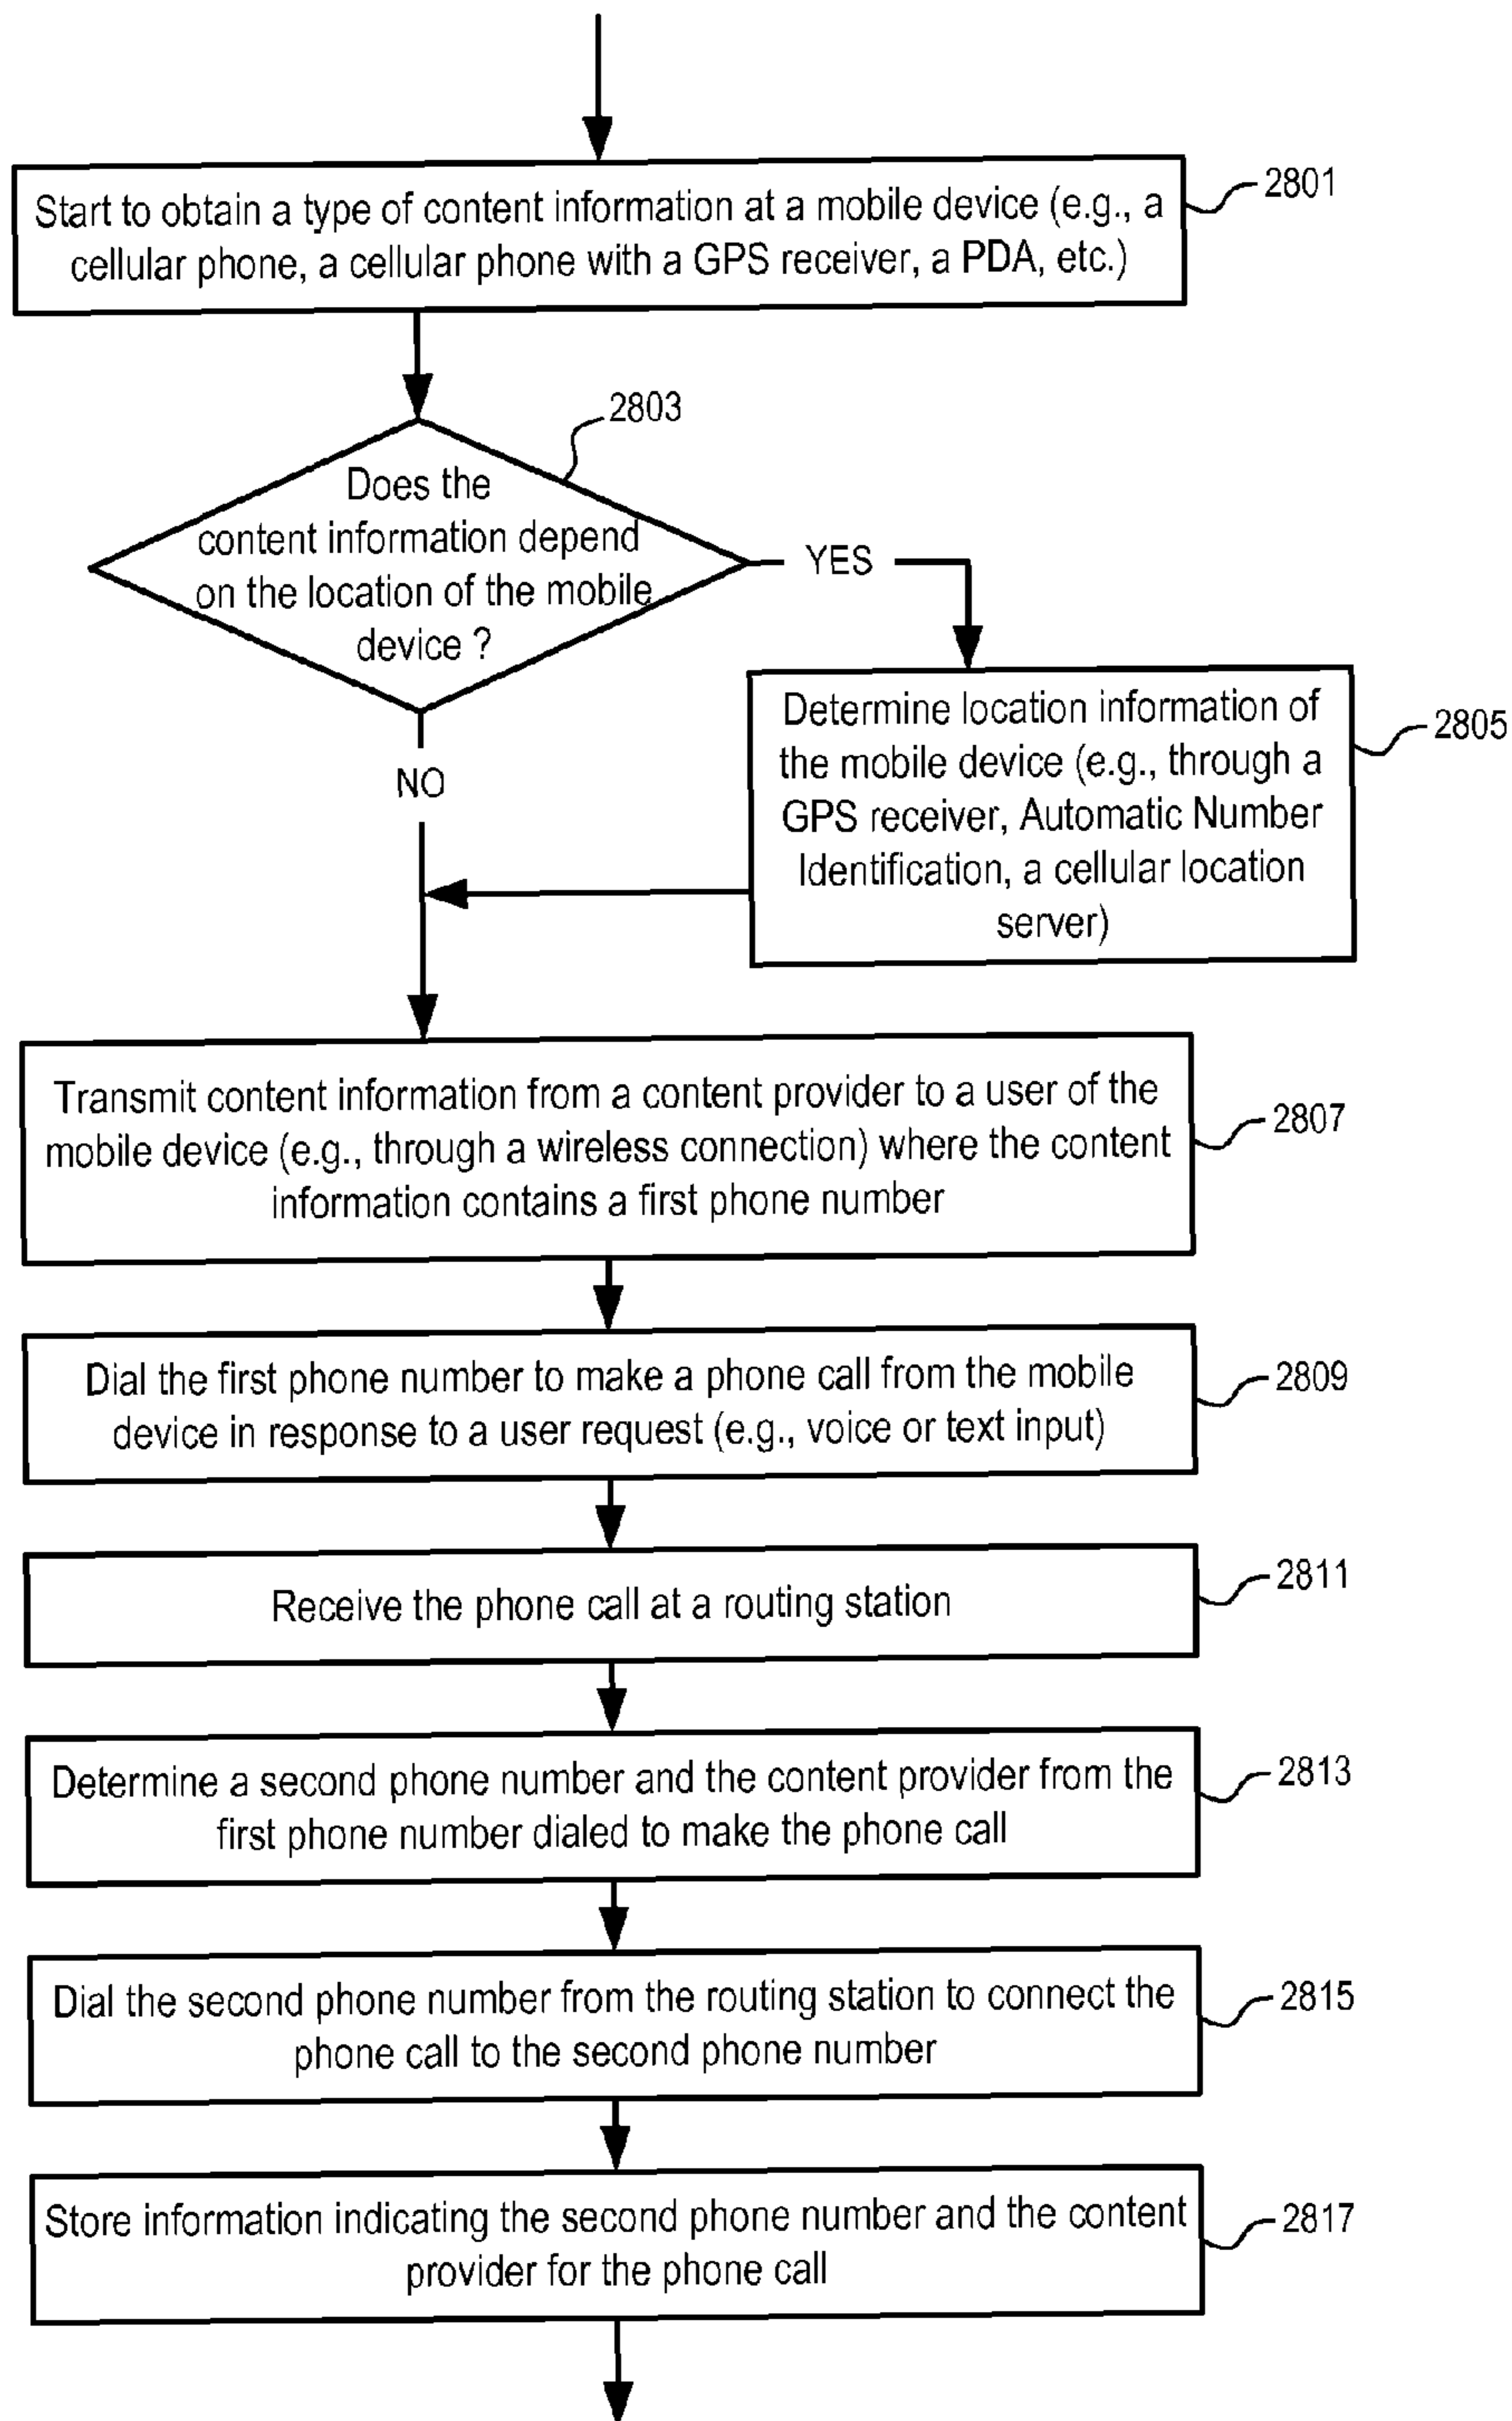 Start to obtain a type of content information at a mobile device (e.g., a
cellular phone, a cellular phone with a GPS receiver, a PDA, etc.)
2801
2803
Does the
content information depend
on the location of the mobile
device ?
YES
NO
Determine location information of
the mobile device (e.g., through a
GPS receiver, Automatic Number
Identification, a cellular location
server)
2805
Transmit content information from a content provider to a user of the
mobile device (e.g., through a wireless connection) where the content
information contains a first phone number
2807
Dial the first phone number to make a phone call from the mobile
device in response to a user request (e.g., voice or text input)
2809
Receive the phone call at a routing station
2811
Determine a second phone number and the content provider from the
first phone number dialed to make the phone call
2813
Dial the second phone number from the routing station to connect the
phone call to the second phone number
2815
Store information indicating the second phone number and the content
provider for the phone call
2817